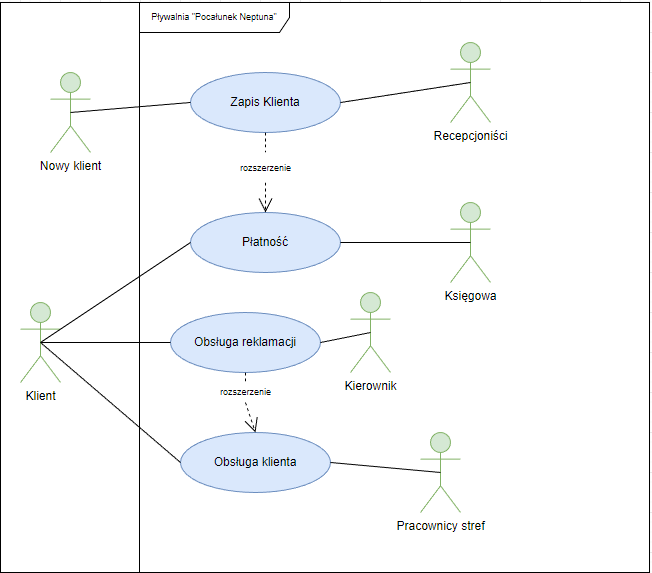 Pływalnia "Pocałunek Neptuna"
Zapis Klienta
Recepcjoniści
Nowy klient
rozszerzenie
Płatność
Księgowa
Obsługa reklamacji
Kierownik
Klient
rozszerzenie
Obsługa klienta
Pracownicy stref